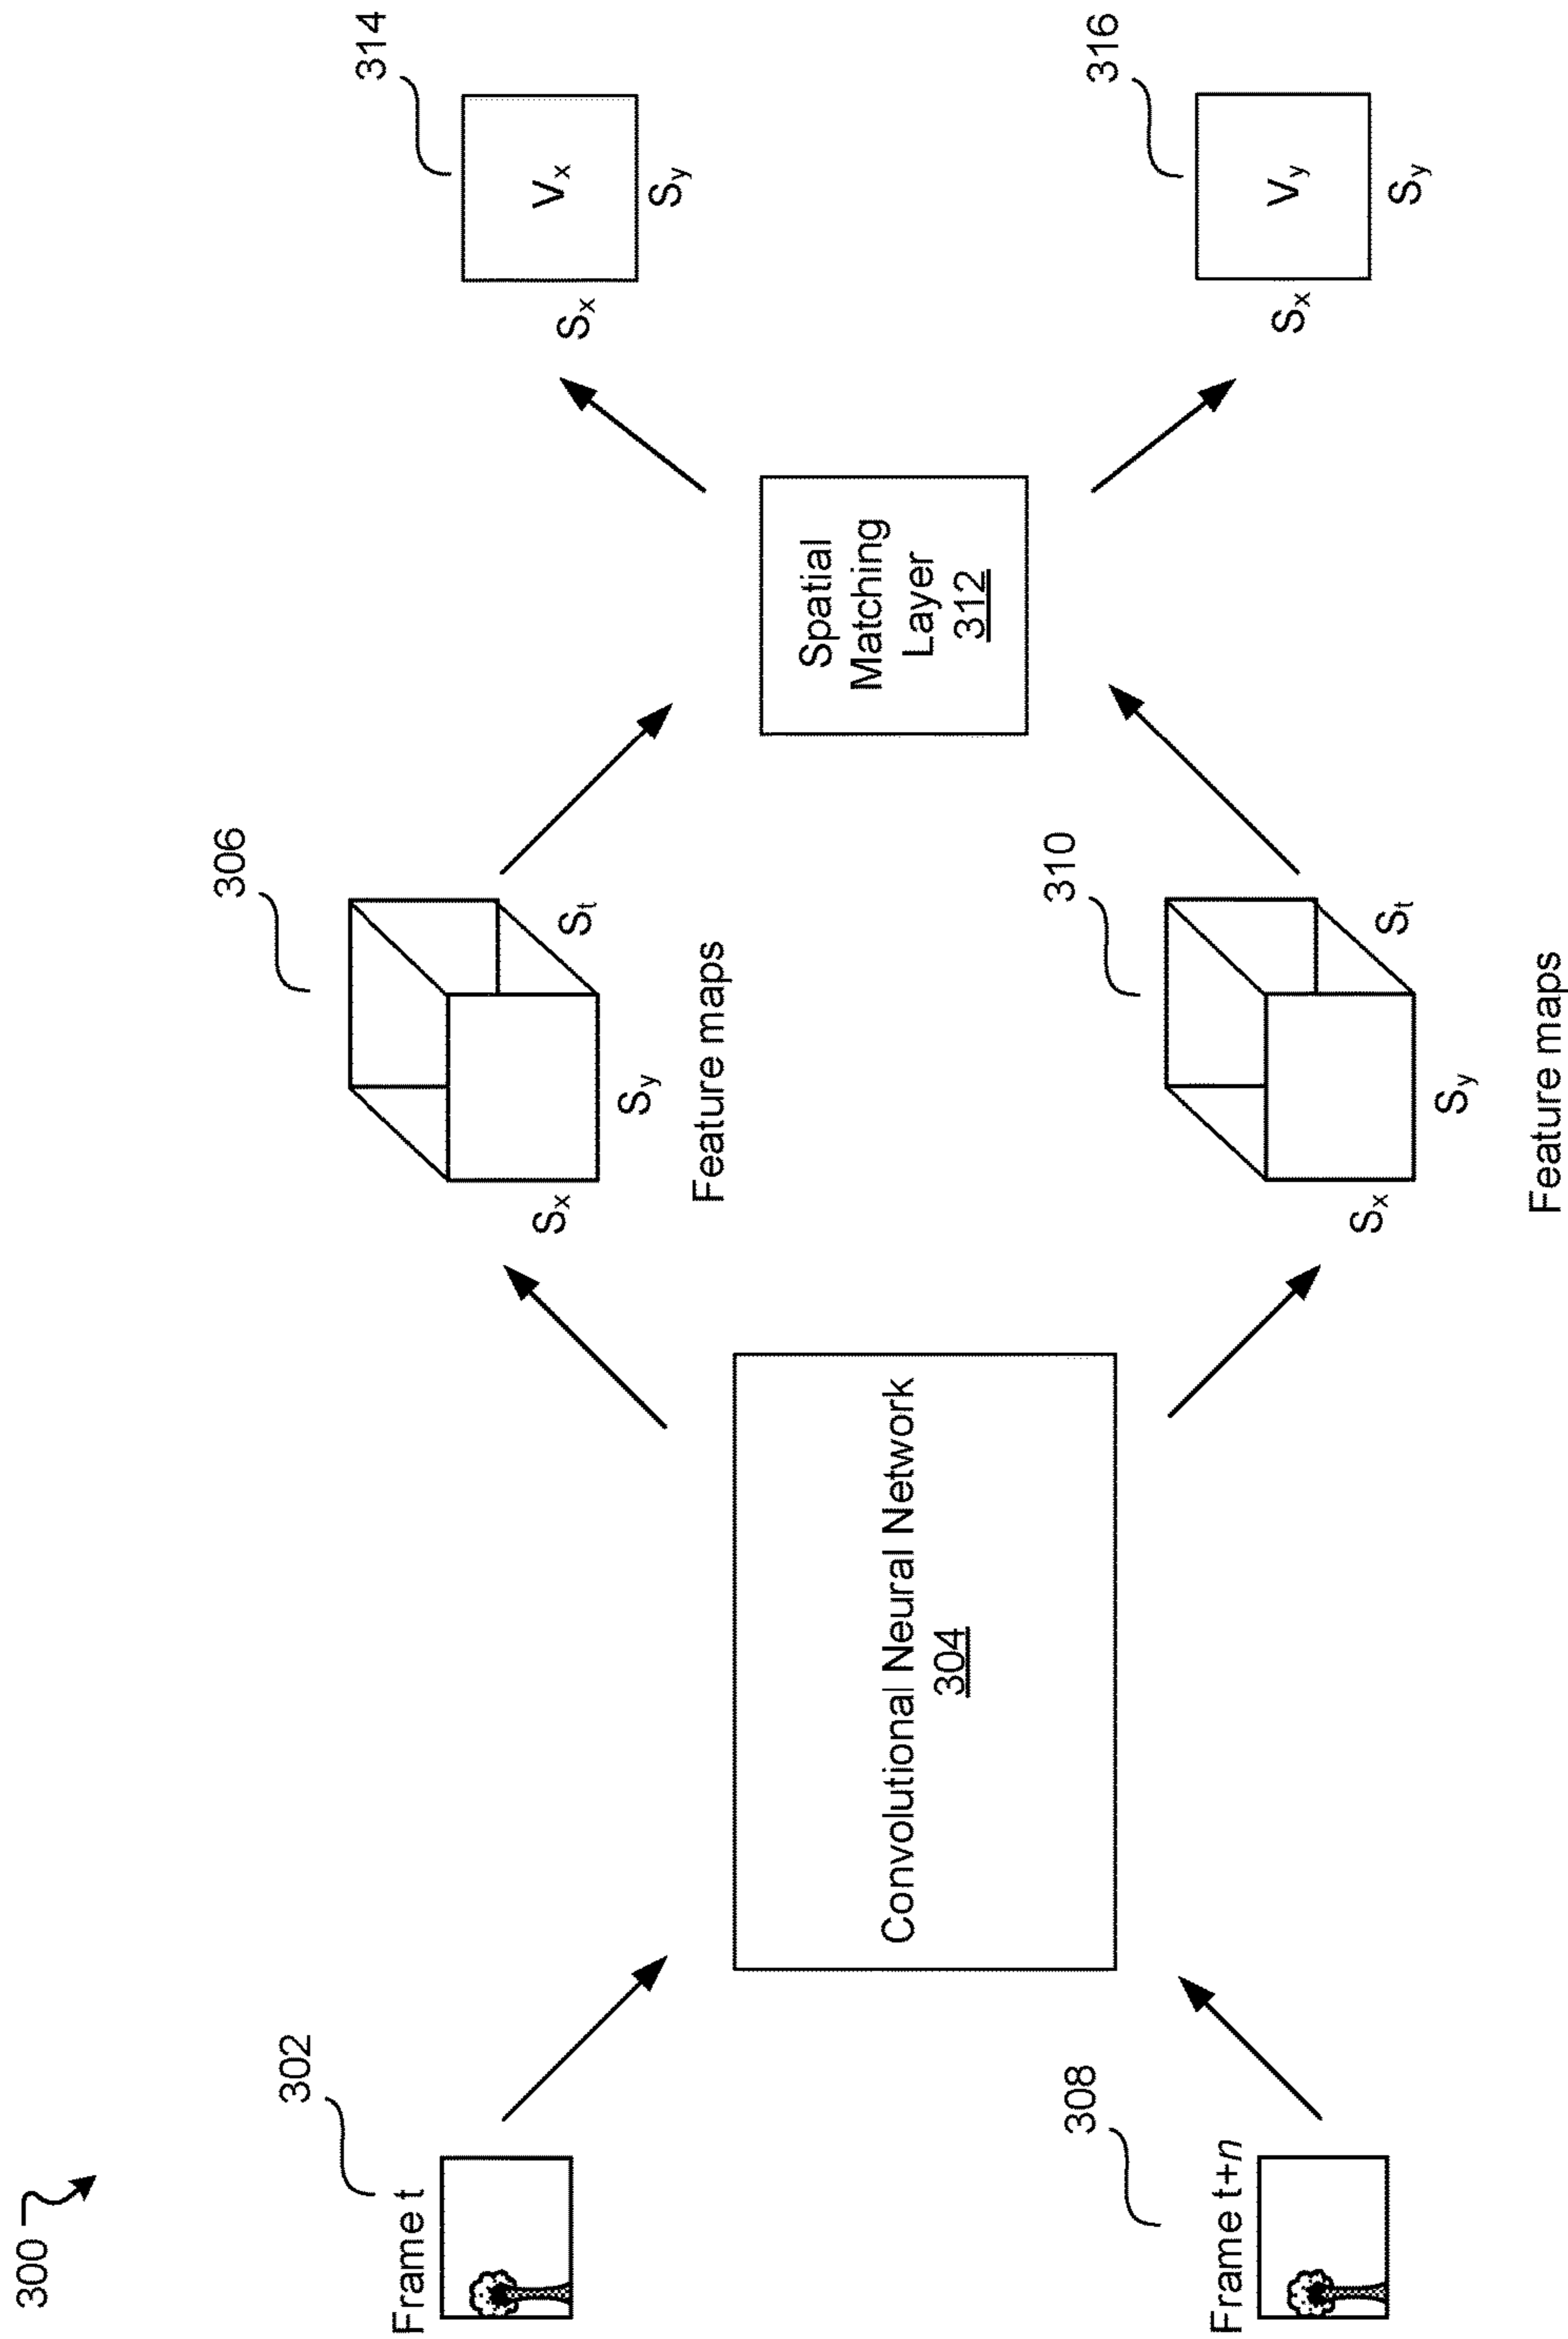 300
Frame t
302
Frame t+n
308
Convolutional Neural Network
304
306
Sx
Sy
St
Feature maps
310
Sx
Sy
St
Feature maps
Spatial
Matching
Layer
312
314
Vx
Sx
Sy
316
Vy
Sx
Sy